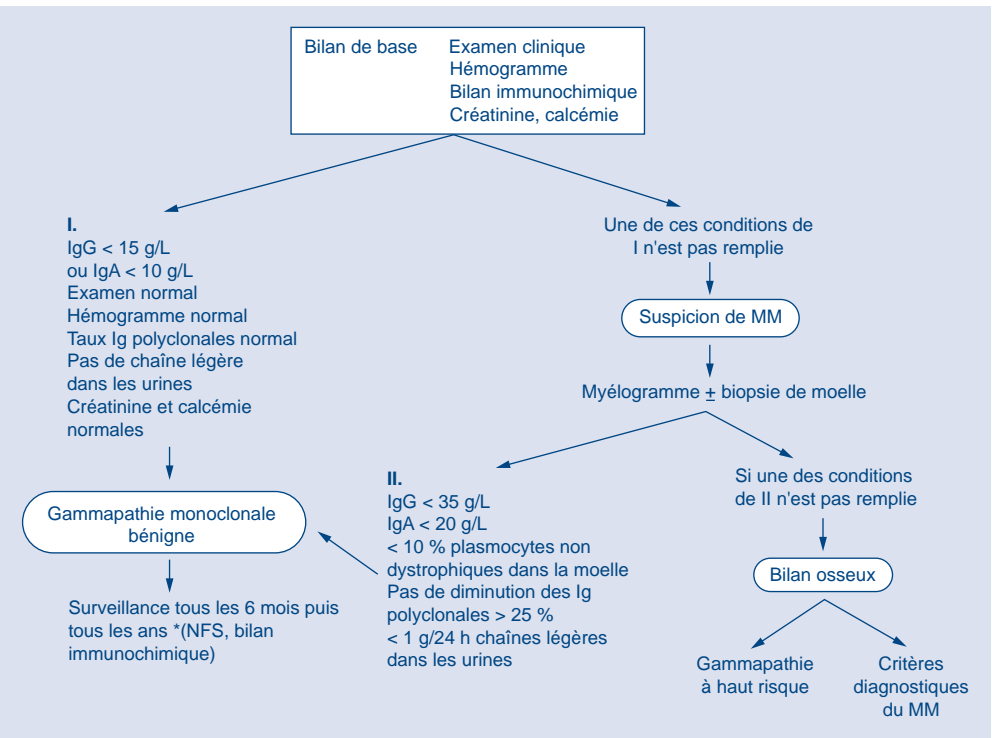 Bilan de base Examen clinique
Hémogramme
Bilan immunochimique
Créatinine, calcémie
I.
IgG < 15 g/L
ou IgA < 10 g/L
Examen normal
Hémogramme normal
Taux Ig polyclonales normal
Pas de chaîne légère
dans les urines
Créatinine et calcémie
normales
Gammapathie monoclonale
bénigne
Surveillance tous les 6 mois puis
tous les ans *(NFS, bilan
immunochimique)
Une de ces conditions de
I n'est pas remplie
Suspicion de MM
Myélogramme ± biopsie de moelle
II.
IgG < 35 g/L
IgA < 20 g/L
< 10 % plasmocytes non
dystrophiques dans la moelle
Pas de diminution des Ig
polyclonales > 25 %
< 1 g/24 h chaînes légères
dans les urines
Si une des conditions
de II n'est pas remplie
Bilan osseux
Gammapathie
à haut risque
Critères
diagnostiques
du MM